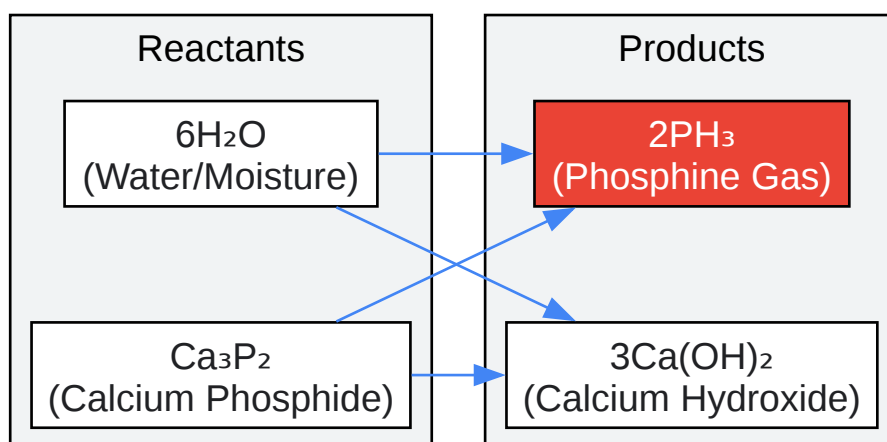 Reactants
Products
6H₂O
(Water/Moisture)
2PH₃
(Phosphine Gas)
Ca₃P₂
(Calcium Phosphide)
3Ca(OH)₂
(Calcium Hydroxide)